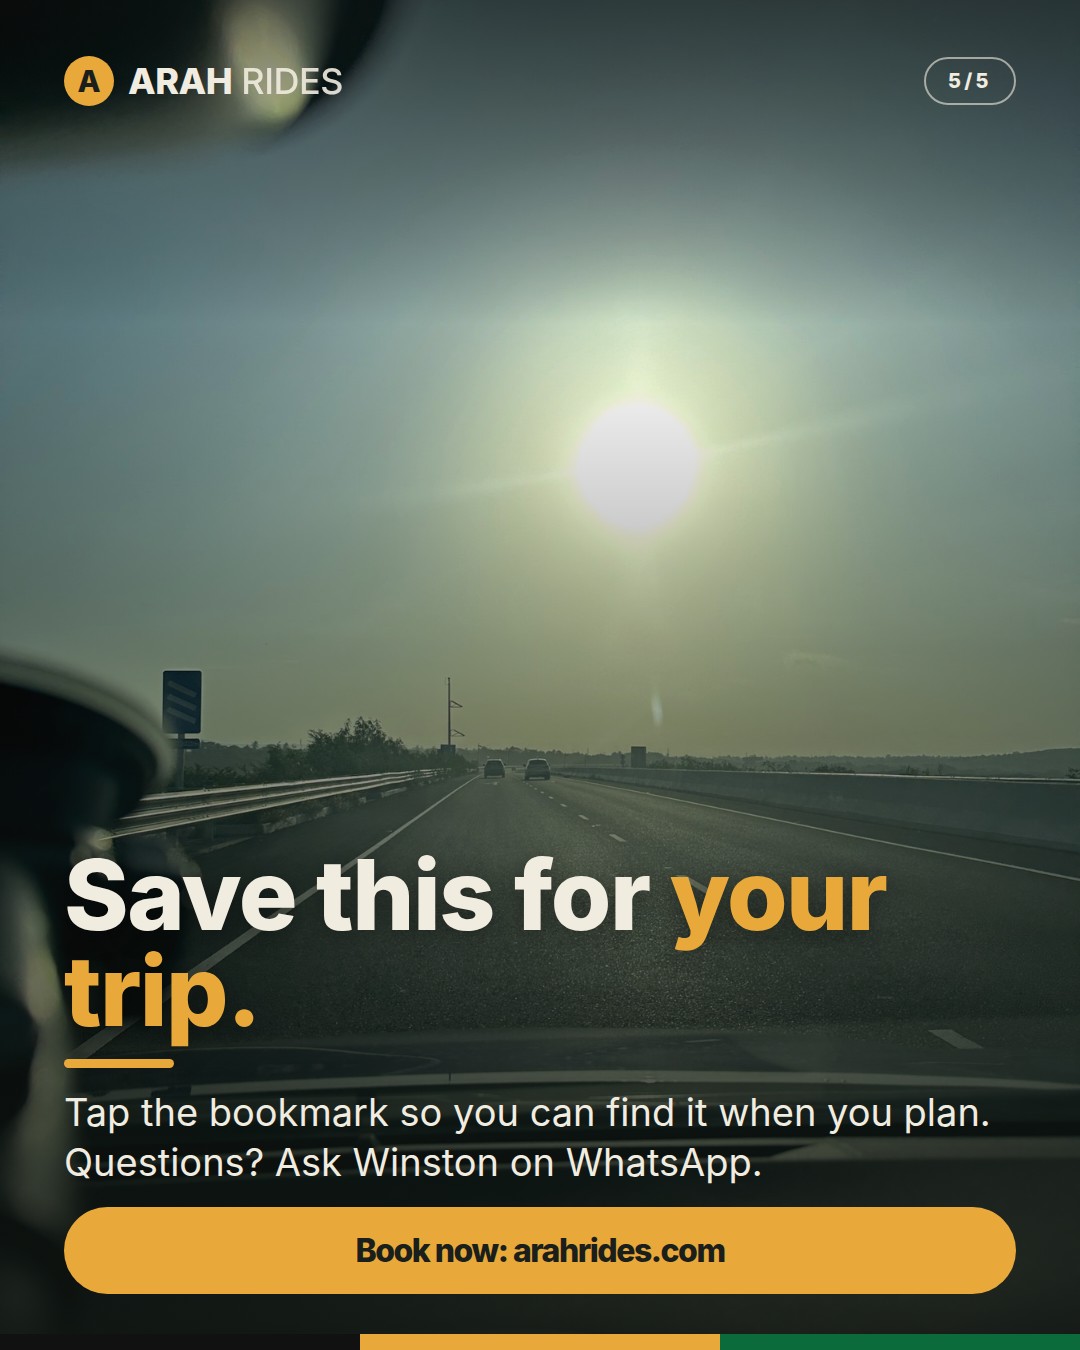 A ARAH RIDES
5/5
Save this for your
trip.
Tap the bookmark so you can find it when you plan.
Questions? Ask Winston on WhatsApp.
Book now: arahrides.com